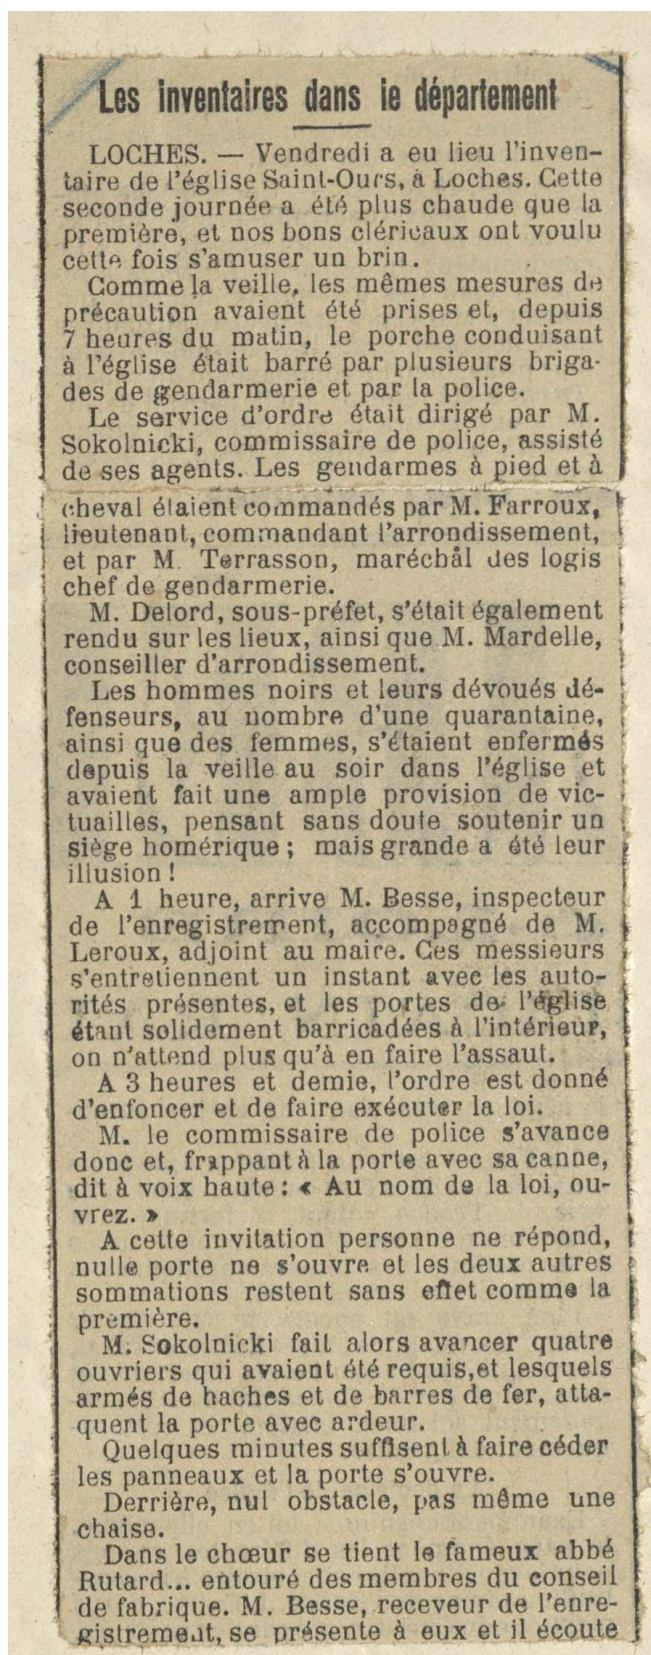 Les inventaires dans le département
LOCHES. — Vendredi a eu lieu l'inven-
taire de l'église Saint-Ours, à Loches. Cette
seconde journée a été plus chaude que la
première, et nos bons cléricaux ont voulu
cette fois s'amuser un brin.
Comme la veille, les mêmes mesures de
précaution avaient été prises et, depuis
7 heures du matin, le porche conduisant
à l'église était barré par plusieurs briga-
des de gendarmerie et par la police.
Le service d'ordre était dirigé par M.
Sokolnicki, commissaire de police, assisté
de ses agents. Les gendarmes à pied et à
cheval étaient commandés par M. Farroux,
lieutenant, commandant l'arrondissement,
et par M. Terrasson, maréchal des logis
chef de gendarmerie.
M. Delord, sous-préfet, s'était également
rendu sur les lieux, ainsi que M. Mardelle,
conseiller d'arrondissement.
Les hommes noirs et leurs dévoués dé-
fenseurs, au nombre d'une quarantaine,
ainsi que des femmes, s'étaient enfermés
depuis la veille au soir dans l'église et
avaient fait une ample provision de vic-
tuailles, pensant sans doute soutenir un
siège homérique ; mais grande a été leur
illusion !
A 1 heure, arrive M. Besse, inspecteur
de l'enregistrement, accompagné de M.
Leroux, adjoint au maire. Ces messieurs
s'entretiennent un instant avec les auto-
rités présentes, et les portes de l'église
étant solidement barricadées à l'intérieur,
on n'attend plus qu'à en faire l'assaut.
A 3 heures et demie, l'ordre est donné
d'enfoncer et de faire exécuter la loi.
M. le commissaire de police s'avance
donc et, frappant à la porte avec sa canne,
dit à voix haute : « Au nom de la loi, ou-
vrez. »
A cette invitation personne ne répond,
nulle porte ne s'ouvre et les deux autres
sommations restent sans effet comme la
première.
M. Sokolnicki fait alors avancer quatre
ouvriers qui avaient été requis, et lesquels
armés de haches et de barres de fer, atta-
quent la porte avec ardeur.
Quelques minutes suffisent à faire céder
les panneaux et la porte s'ouvre.
Derrière, nul obstacle, pas même une
chaise.
Dans le chœur se tient le fameux abbé
Rutard... entouré des membres du conseil
de fabrique. M. Besse, receveur de l'enre-
gistrement, se présente à eux et il écoute